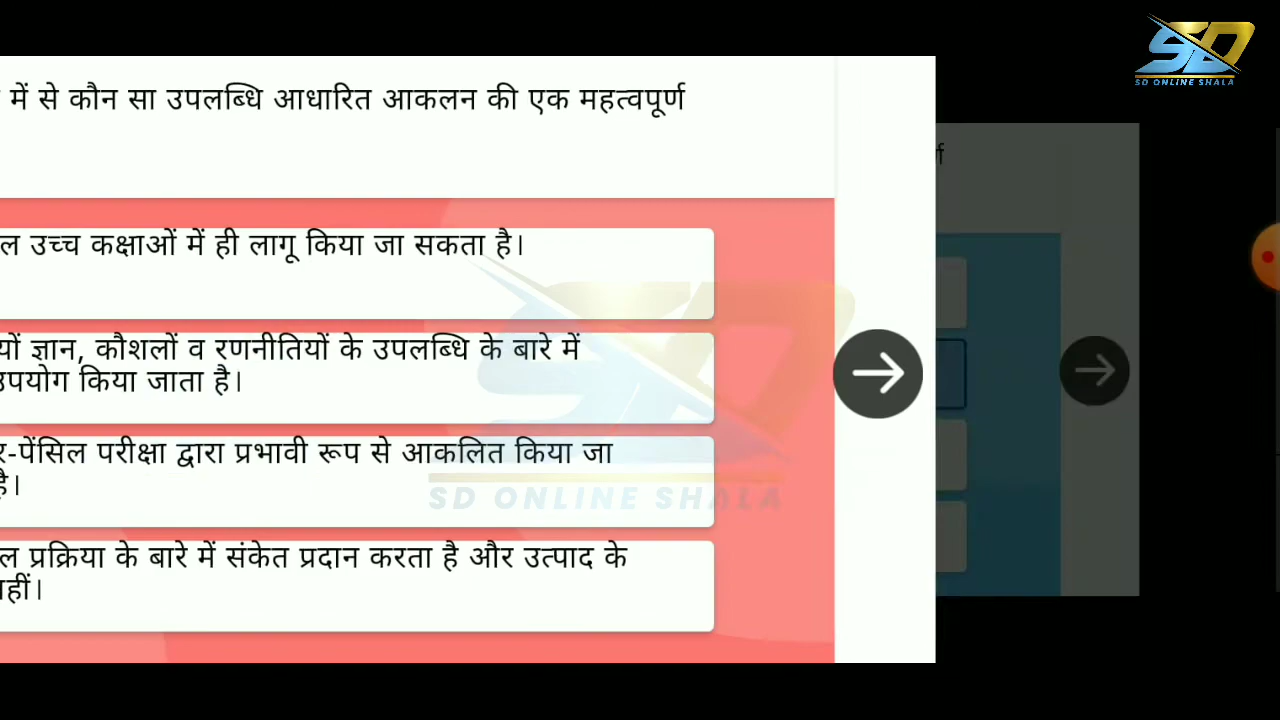 SD ONLINE SHALA
में से कौन सा उपलब्धि आधारित आकलन की एक महत्वपूर्ण
उच्च कक्षाओं में ही लागू किया जा सकता है।
ज्ञान, कौशलों व रणनीतियों के उपलब्धि के बारे में
उपयोग किया जाता है।
र-पेंसिल परीक्षा द्वारा प्रभावी रूप से आकलित किया जा
है।
SD ONLINE SHALA
प्रक्रिया के बारे में संकेत प्रदान करता है और उत्पाद के
नहीं।